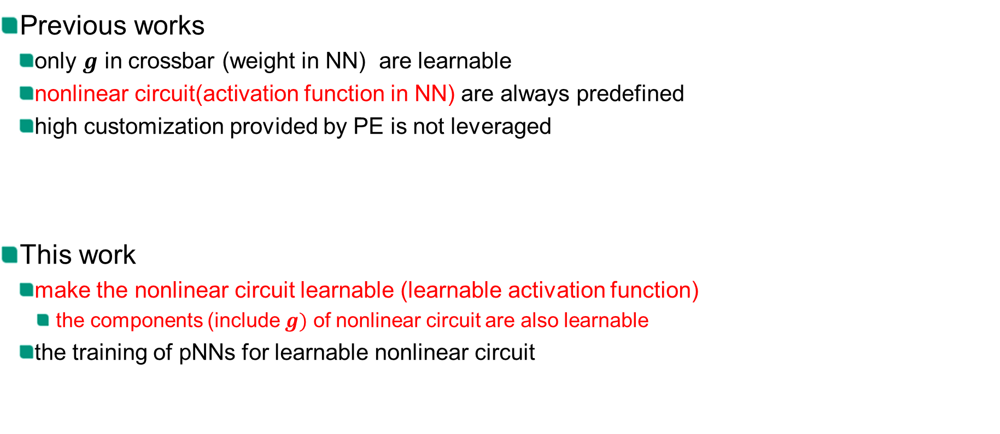 Previous works
only g in crossbar (weight in NN)  are learnable
nonlinear circuit(activation function in NN) are always predefined
high customization provided by PE is not leveraged
This work
make the nonlinear circuit learnable (learnable activation function)
the components (include g) of nonlinear circuit are also learnable
the training of pNNs for learnable nonlinear circuit